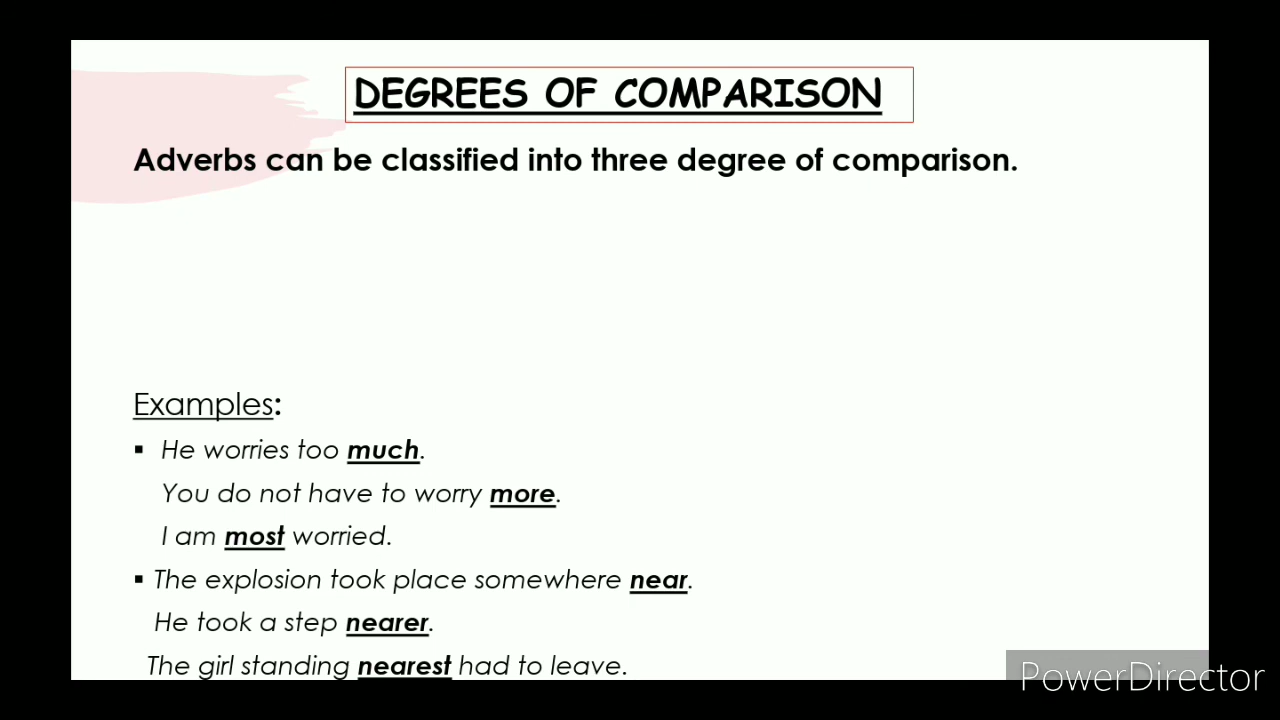 DEGREES OF COMPARISON
Adverbs can be classified into three degree of comparison.
Examples:
▪ He worries too much.
You do not have to worry more.
I am most worried.
▪ The explosion took place somewhere near.
He took a step nearer.
The girl standing nearest had to leave.
PowerDirector